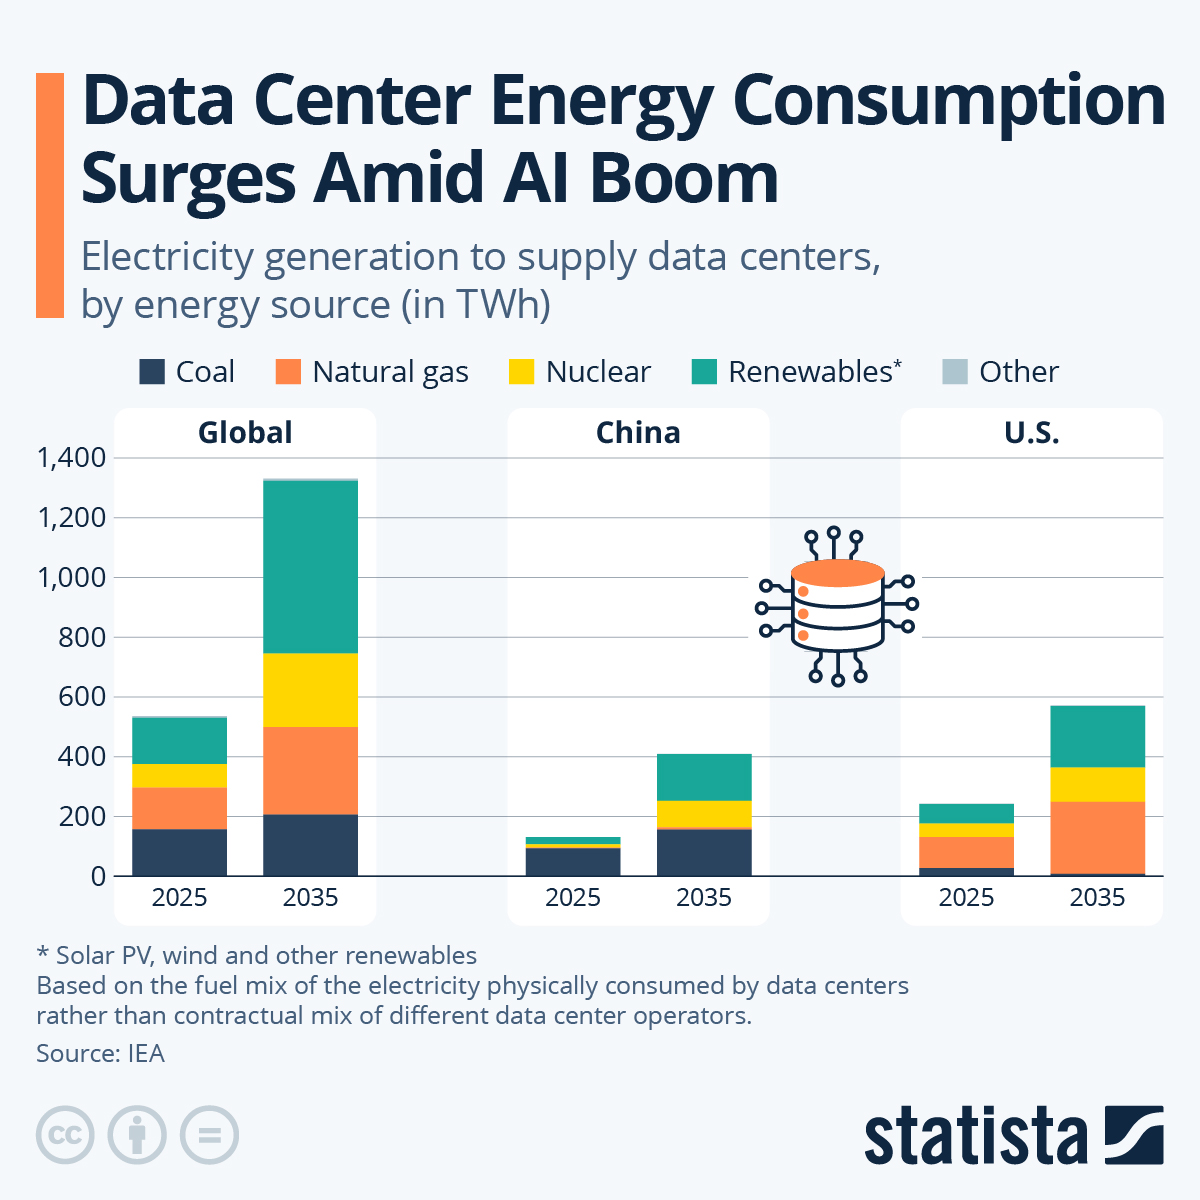 Data Center Energy Consumption
Surges Amid AI Boom
Electricity generation to supply data centers,
by energy source (in TWh)
Coal Natural gas Nuclear Renewables* Other
Global China U.S.
1,400
1,200
1,000
800
600
400
200
0
2025 2035 2025 2035 2025 2035
* Solar PV, wind and other renewables
Based on the fuel mix of the electricity physically consumed by data centers
rather than contractual mix of different data center operators.
Source: IEA
cc
statista